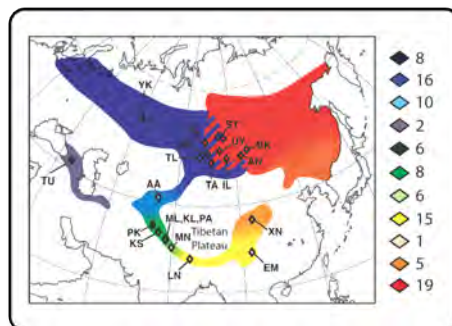 YK
8
16
ST
10
UY
BK
2
TL
AN
TU
TA IL
6
AA
8
ML,KL,PA
6
PK
MN
Tibetan
XN
15
KS
Plateau
1
LN
EM
5
19